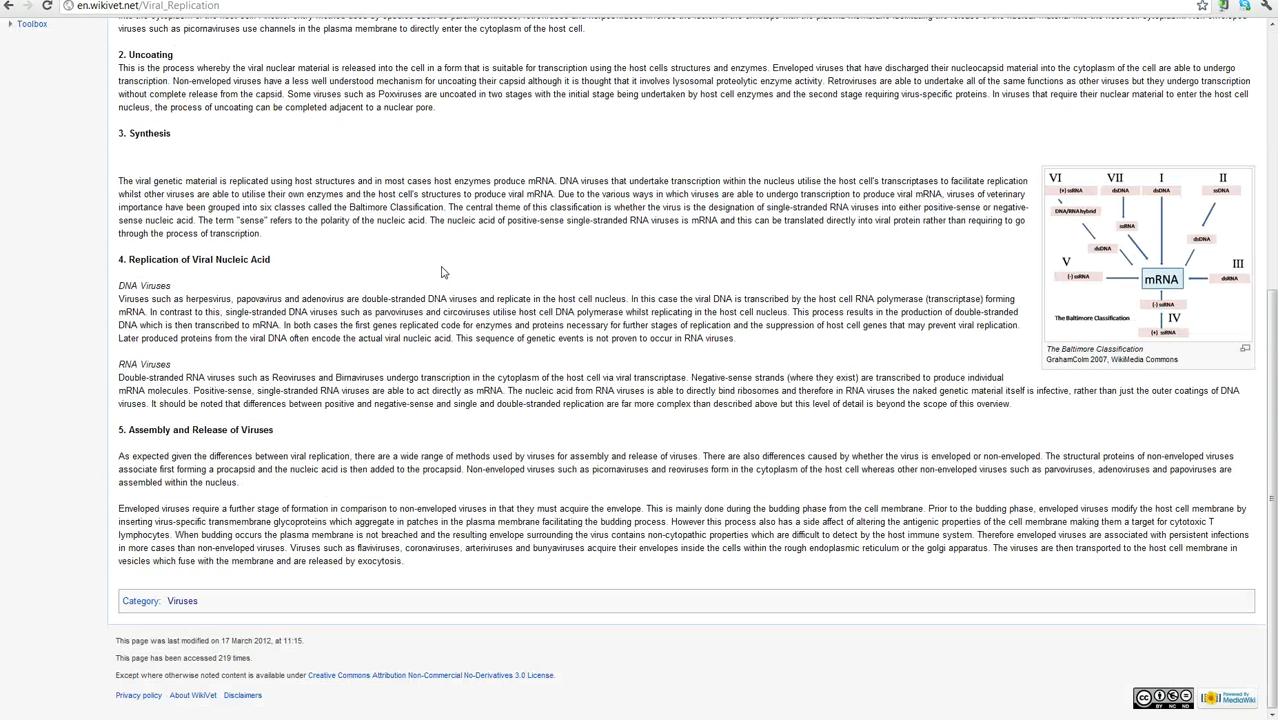 en.wikivet.net/Viral_Replication
Toolbox
into the cytoplasm of the host cell. Another entry method used by species such as paramyxoviruses, retroviruses and herpesviruses involves the fusion of the envelope with the plasma membrane facilitating the release of the nuclear material into the host cell cytoplasm. Non-enveloped
viruses such as picornaviruses use channels in the plasma membrane to directly enter the cytoplasm of the host cell.
2. Uncoating
This is the process whereby the viral nuclear material is released into the cell in a form that is suitable for transcription using the host cells structures and enzymes. Enveloped viruses that have discharged their nucleocapsid material into the cytoplasm of the cell are able to undergo
transcription. Non-enveloped viruses have a less well understood mechanism for uncoating their capsid although it is thought that it involves lysosomal proteolytic enzyme activity. Retroviruses are able to undertake all of the same functions as other viruses but they undergo transcription
without complete release from the capsid. Some viruses such as Poxviruses are uncoated in two stages with the initial stage being undertaken by host cell enzymes and the second stage requiring virus-specific proteins. In viruses that require their nuclear material to enter the host cell
nucleus, the process of uncoating can be completed adjacent to a nuclear pore.
3. Synthesis
The viral genetic material is replicated using host structures and in most cases host enzymes produce mRNA. DNA viruses that undertake transcription within the nucleus utilise the host cell's transcriptases to facilitate replication
whilst other viruses are able to utilise their own enzymes and the host cell's structures to produce viral mRNA. Due to the various ways in which viruses are able to undergo transcription to produce viral mRNA, viruses of veterinary
importance have been grouped into six classes called the Baltimore Classification. The central theme of this classification is whether the virus is the designation of single-stranded RNA viruses into either positive-sense or negative-
sense nucleic acid. The term "sense" refers to the polarity of the nucleic acid. The nucleic acid of positive-sense single-stranded RNA viruses is mRNA and this can be translated directly into viral protein rather than requiring to go
through the process of transcription.
VI VII I II
(+) ssRNA dsDNA dsDNA ssDNA
DNA/RNA hybrid
ssRNA
dsDNA dsDNA
V III
(-) ssRNA mRNA dsRNA
(-) ssRNA
The Baltimore Classification IV
(+) ssRNA
The Baltimore Classification
GrahamColm 2007, WikiMedia Commons
4. Replication of Viral Nucleic Acid
DNA Viruses
Viruses such as herpesvirus, papovavirus and adenovirus are double-stranded DNA viruses and replicate in the host cell nucleus. In this case the viral DNA is transcribed by the host cell RNA polymerase (transcriptase) forming
mRNA. In contrast to this, single-stranded DNA viruses such as parvoviruses and circoviruses utilise host cell DNA polymerase whilst replicating in the host cell nucleus. This process results in the production of double-stranded
DNA which is then transcribed to mRNA. In both cases the first genes replicated code for enzymes and proteins necessary for further stages of replication and the suppression of host cell genes that may prevent viral replication.
Later produced proteins from the viral DNA often encode the actual viral nucleic acid. This sequence of genetic events is not proven to occur in RNA viruses.
RNA Viruses
Double-stranded RNA viruses such as Reoviruses and Birnaviruses undergo transcription in the cytoplasm of the host cell via viral transcriptase. Negative-sense strands (where they exist) are transcribed to produce individual
mRNA molecules. Positive-sense, single-stranded RNA viruses are able to act directly as mRNA. The nucleic acid from RNA viruses is able to directly bind ribosomes and therefore in RNA viruses the naked genetic material itself is infective, rather than just the outer coatings of DNA
viruses. It should be noted that differences between positive and negative-sense and single and double-stranded replication are far more complex than described above but this level of detail is beyond the scope of this overview.
5. Assembly and Release of Viruses
As expected given the differences between viral replication, there are a wide range of methods used by viruses for assembly and release of viruses. There are also differences caused by whether the virus is enveloped or non-enveloped. The structural proteins of non-enveloped viruses
associate first forming a procapsid and the nucleic acid is then added to the procapsid. Non-enveloped viruses such as picornaviruses and reoviruses form in the cytoplasm of the host cell whereas other non-enveloped viruses such as parvoviruses, adenoviruses and papoviruses are
assembled within the nucleus.
Enveloped viruses require a further stage of formation in comparison to non-enveloped viruses in that they must acquire the envelope. This is mainly done during the budding phase from the cell membrane. Prior to the budding phase, enveloped viruses modify the host cell membrane by
inserting virus-specific transmembrane glycoproteins which aggregate in patches in the plasma membrane facilitating the budding process. However this process also has a side affect of altering the antigenic properties of the cell membrane making them a target for cytotoxic T
lymphocytes. When budding occurs the plasma membrane is not breached and the resulting envelope surrounding the virus contains non-cytopathic properties which are difficult to detect by the host immune system. Therefore enveloped viruses are associated with persistent infections
in more cases than non-enveloped viruses. Viruses such as flaviviruses, coronaviruses, arteriviruses and bunyaviruses acquire their envelopes inside the cells within the rough endoplasmic reticulum or the golgi apparatus. The viruses are then transported to the host cell membrane in
vesicles which fuse with the membrane and are released by exocytosis.
Category: Viruses
This page was last modified on 17 March 2012, at 11:15.
This page has been accessed 219 times.
Except where otherwise noted content is available under Creative Commons Attribution Non-Commercial No-Derivatives 3.0 License.
Privacy policy About WikiVet Disclaimers
cc BY NC ND
Powered By MediaWiki